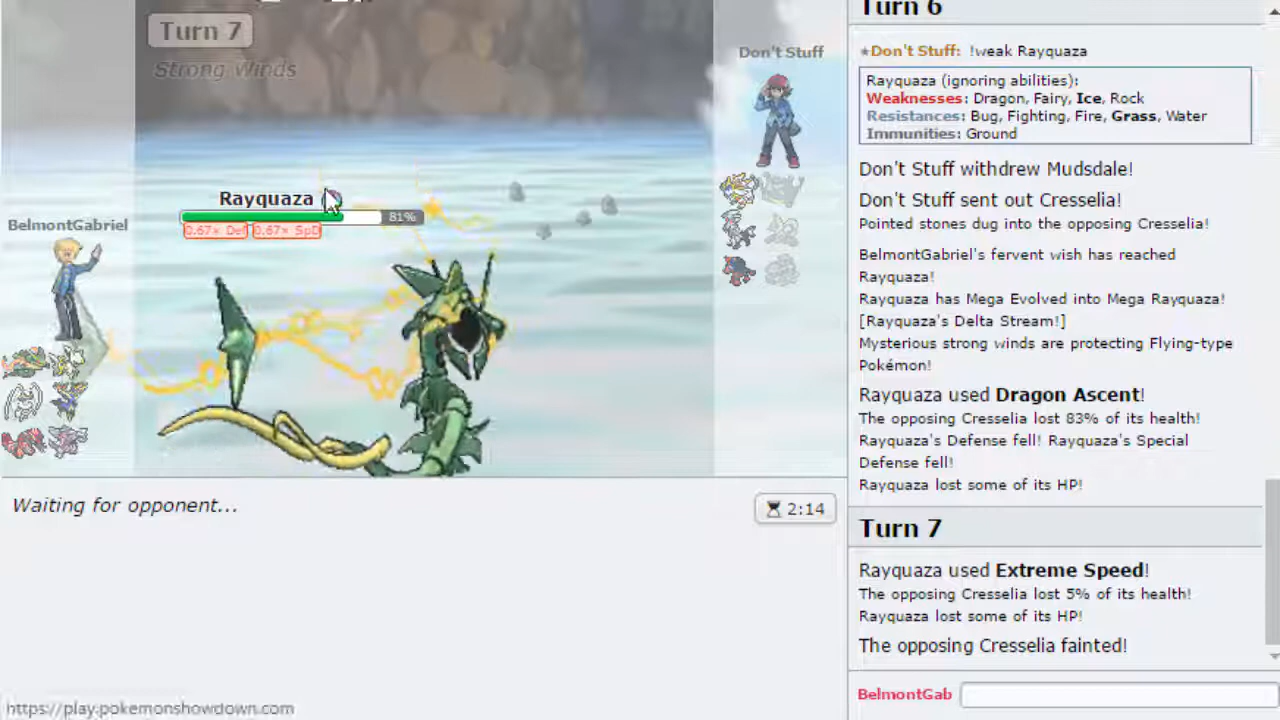 Turn 7
Strong Winds
Rayquaza
81%
0.67× Def 0.67× SpD
BelmontGabriel
Don't Stuff
Waiting for opponent...
2:14
https://play.pokemonshowdown.com
Turn 6
★Don't Stuff: !weak Rayquaza
Rayquaza (ignoring abilities):
Weaknesses: Dragon, Fairy, Ice, Rock
Resistances: Bug, Fighting, Fire, Grass, Water
Immunities: Ground
Don't Stuff withdrew Mudsdale!
Don't Stuff sent out Cresselia!
Pointed stones dug into the opposing Cresselia!
BelmontGabriel's fervent wish has reached
Rayquaza!
Rayquaza has Mega Evolved into Mega Rayquaza!
[Rayquaza's Delta Stream!]
Mysterious strong winds are protecting Flying-type
Pokémon!
Rayquaza used Dragon Ascent!
The opposing Cresselia lost 83% of its health!
Rayquaza's Defense fell! Rayquaza's Special
Defense fell!
Rayquaza lost some of its HP!
Turn 7
Rayquaza used Extreme Speed!
The opposing Cresselia lost 5% of its health!
Rayquaza lost some of its HP!
The opposing Cresselia fainted!
BelmontGab